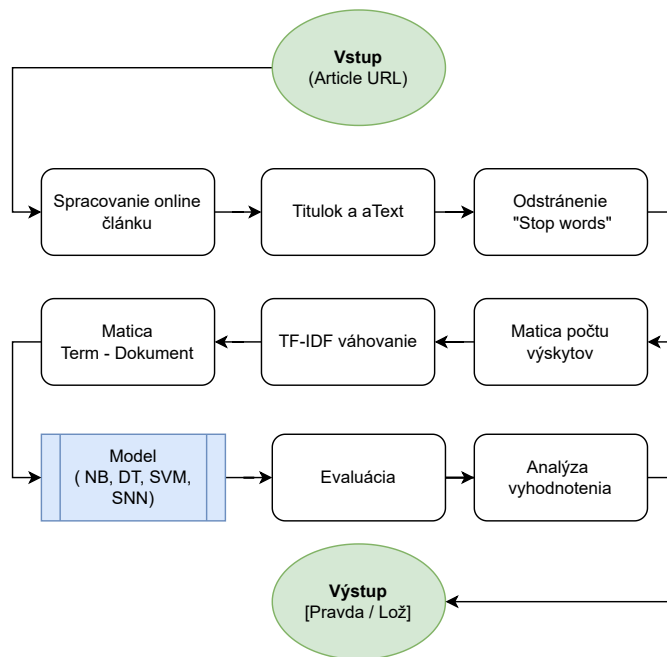 Vstup
(Article URL)
Spracovanie online
článku
Titulok a aText
Odstránenie
"Stop words"
Matica počtu
výskytov
TF-IDF váhovanie
Matica
Term - Dokument
Model
( NB, DT, SVM,
SNN)
Evaluácia
Analýza
vyhodnotenia
Výstup
[Pravda / Lož]